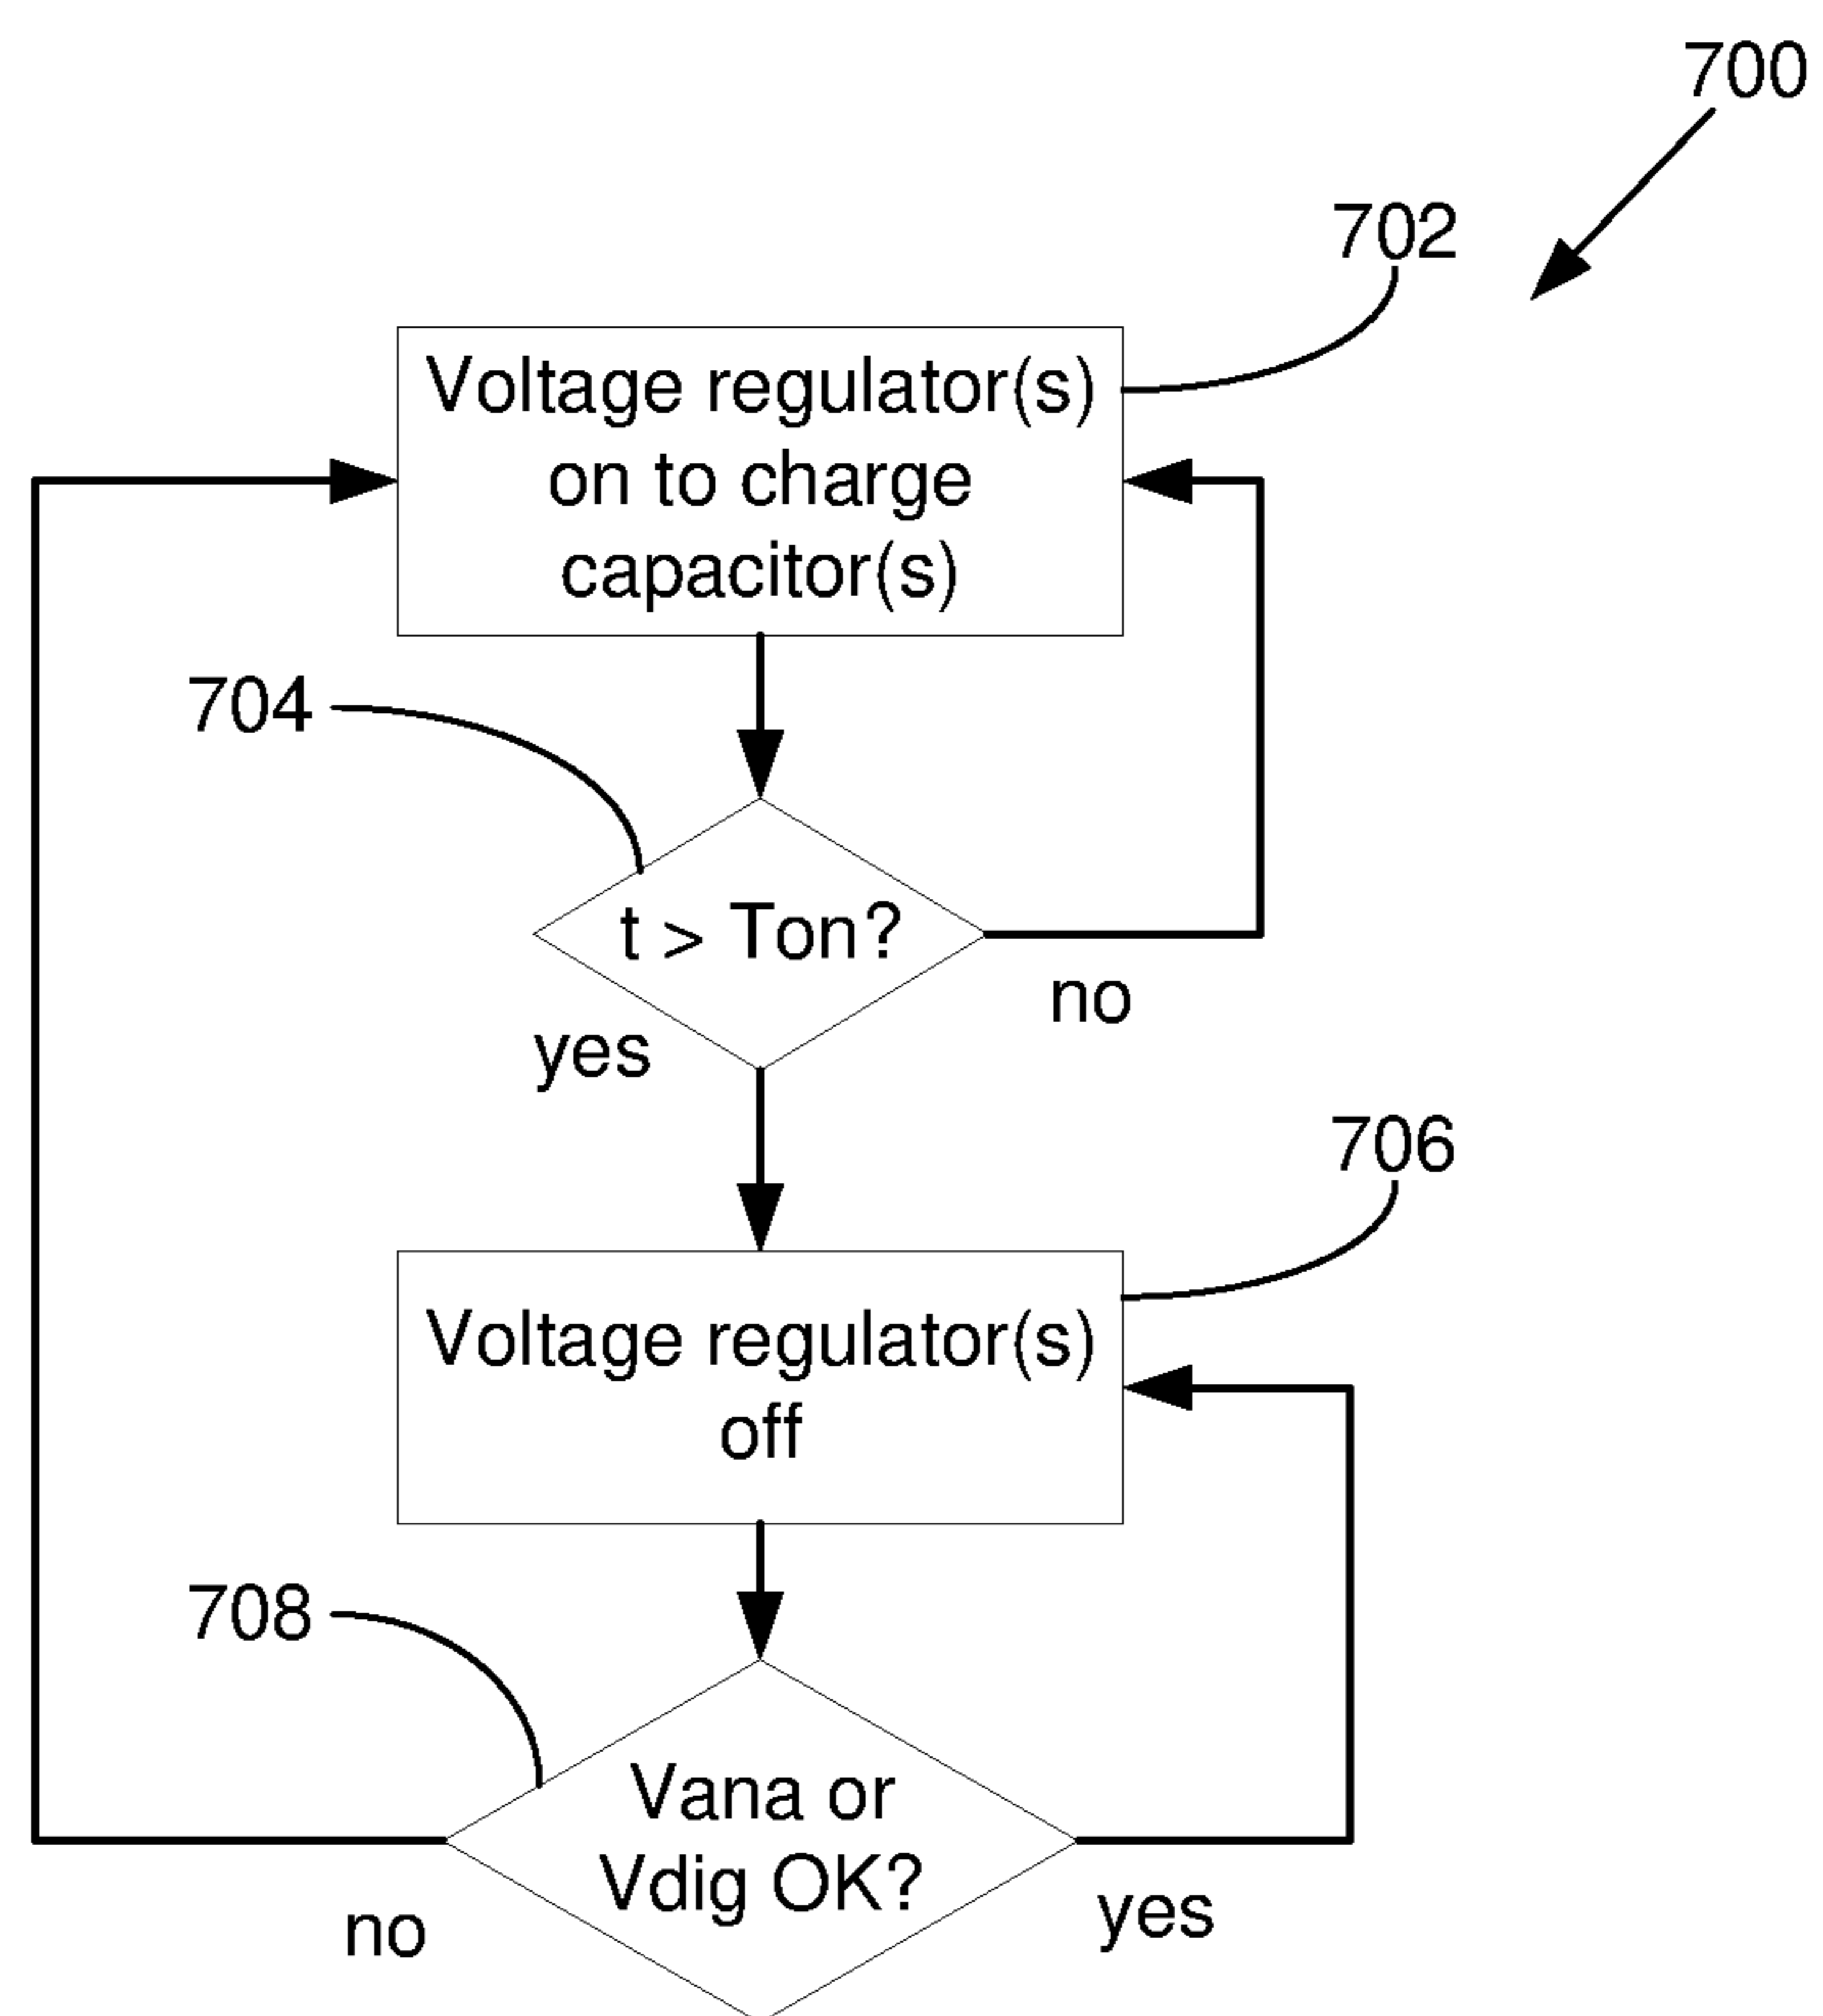 700
702
Voltage regulator(s)
on to charge
capacitor(s)
704
t > Ton?
no
yes
706
Voltage regulator(s)
off
708
Vana or
Vdig OK?
no
yes